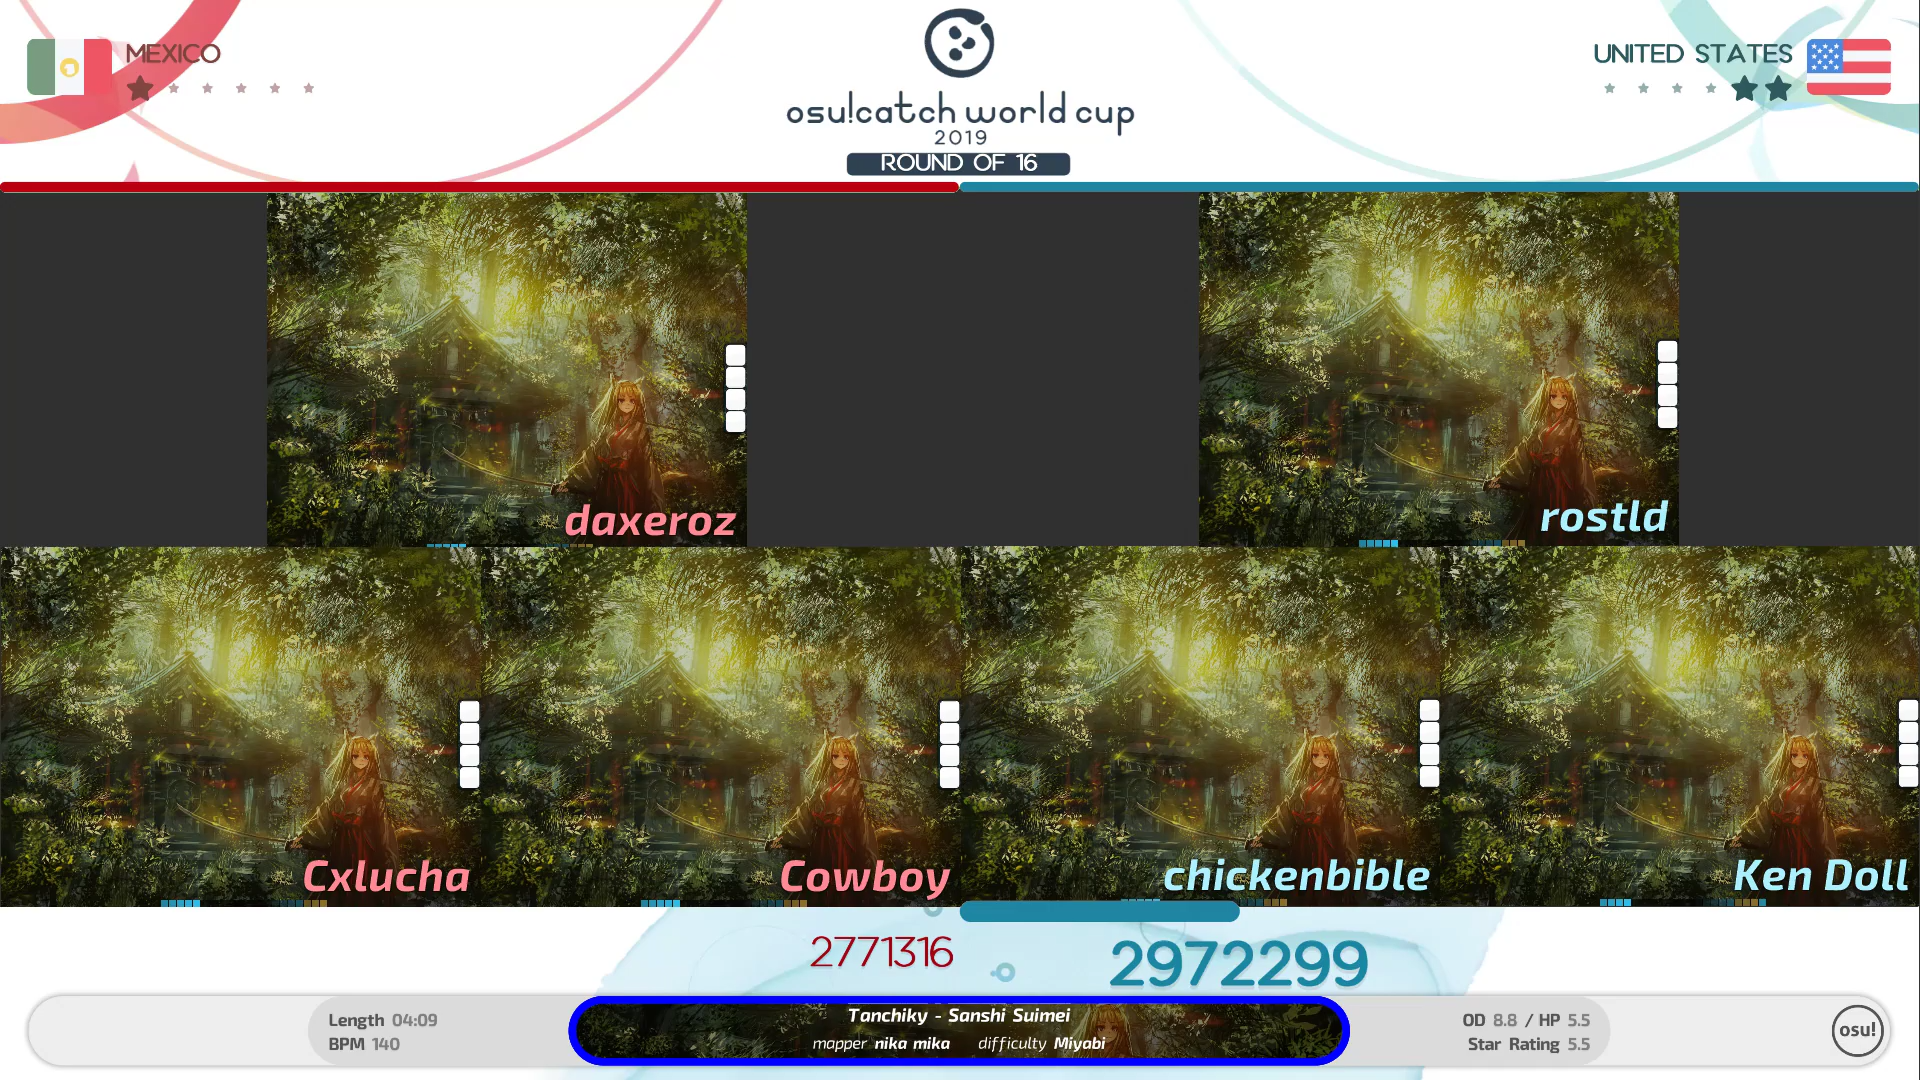 MEXICO
UNITED STATES
osu!catch world cup
2019
ROUND OF 16
daxeroz
rostld
Cxlucha
Cowboy
chickenbible
Ken Doll
2771316
2972299
Length 04:09
BPM 140
Tanchiky - Sanshi Suimei
mapper nika mika difficulty Miyabi
OD 8.8 / HP 5.5
Star Rating 5.5
osu!